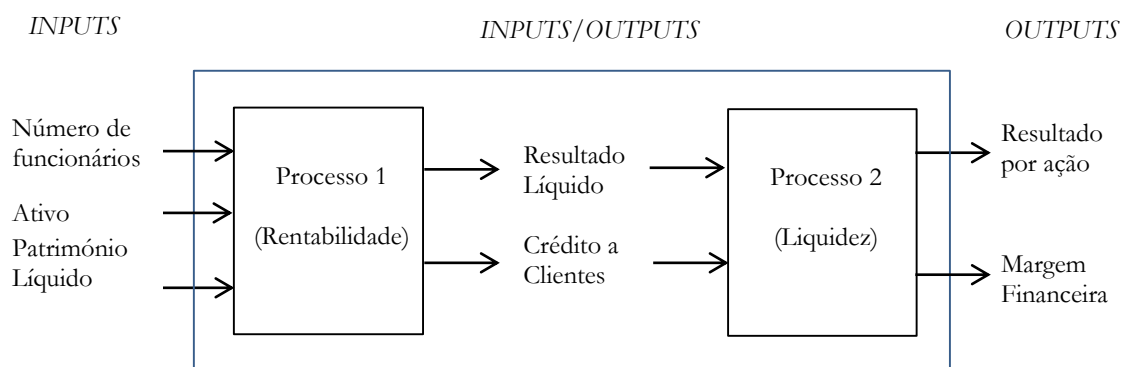 INPUTS
INPUTS/OUTPUTS
OUTPUTS
Número de
funcionários
Ativo
Património
Líquido
Processo 1
(Rentabilidade)
Resultado
Líquido
Crédito a
Clientes
Processo 2
(Liquidez)
Resultado
por ação
Margem
Financeira